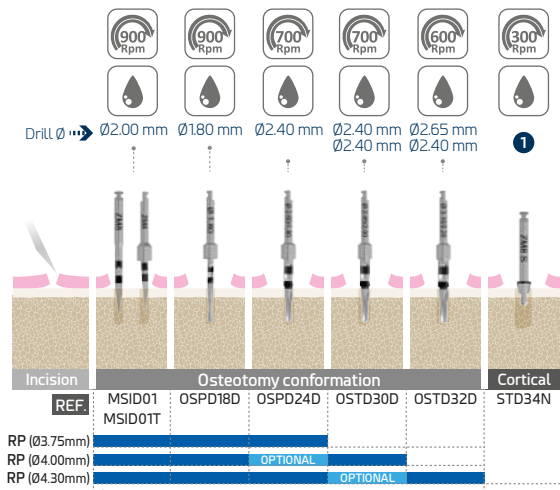 900 Rpm
900 Rpm
700 Rpm
700 Rpm
600 Rpm
300 Rpm
Drill Ø
Ø2.00 mm
Ø1.80 mm
Ø2.40 mm
Ø2.40 mm
Ø2.40 mm
Ø2.65 mm
Ø2.40 mm
1
Incision
Osteotomy conformation
Cortical
REF.
MSID01
MSID01T
OSPD18D
OSPD24D
OSTD30D
OSTD32D
STD34N
RP (Ø3.75mm)
RP (Ø4.00mm)
OPTIONAL
RP (Ø4.30mm)
OPTIONAL